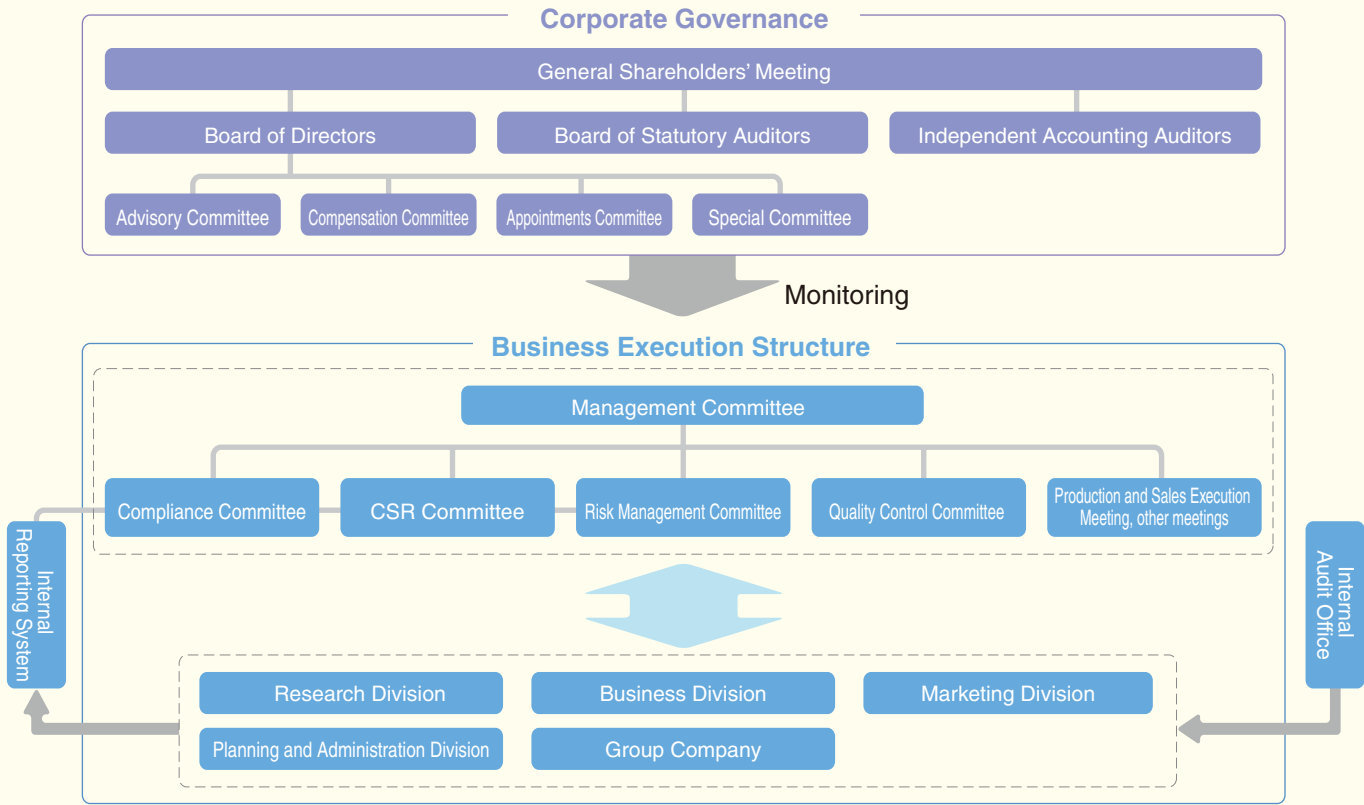 Corporate Governance
General Shareholders' Meeting
Board of Directors
Board of Statutory Auditors
Independent Accounting Auditors
Advisory Committee
Compensation Committee
Appointments Committee
Special Committee
Monitoring
Business Execution Structure
Management Committee
Compliance Committee
CSR Committee
Risk Management Committee
Quality Control Committee
Production and Sales Execution
Meeting, other meetings
Internal
Reporting System
Internal
Audit Office
Research Division
Business Division
Marketing Division
Planning and Administration Division
Group Company